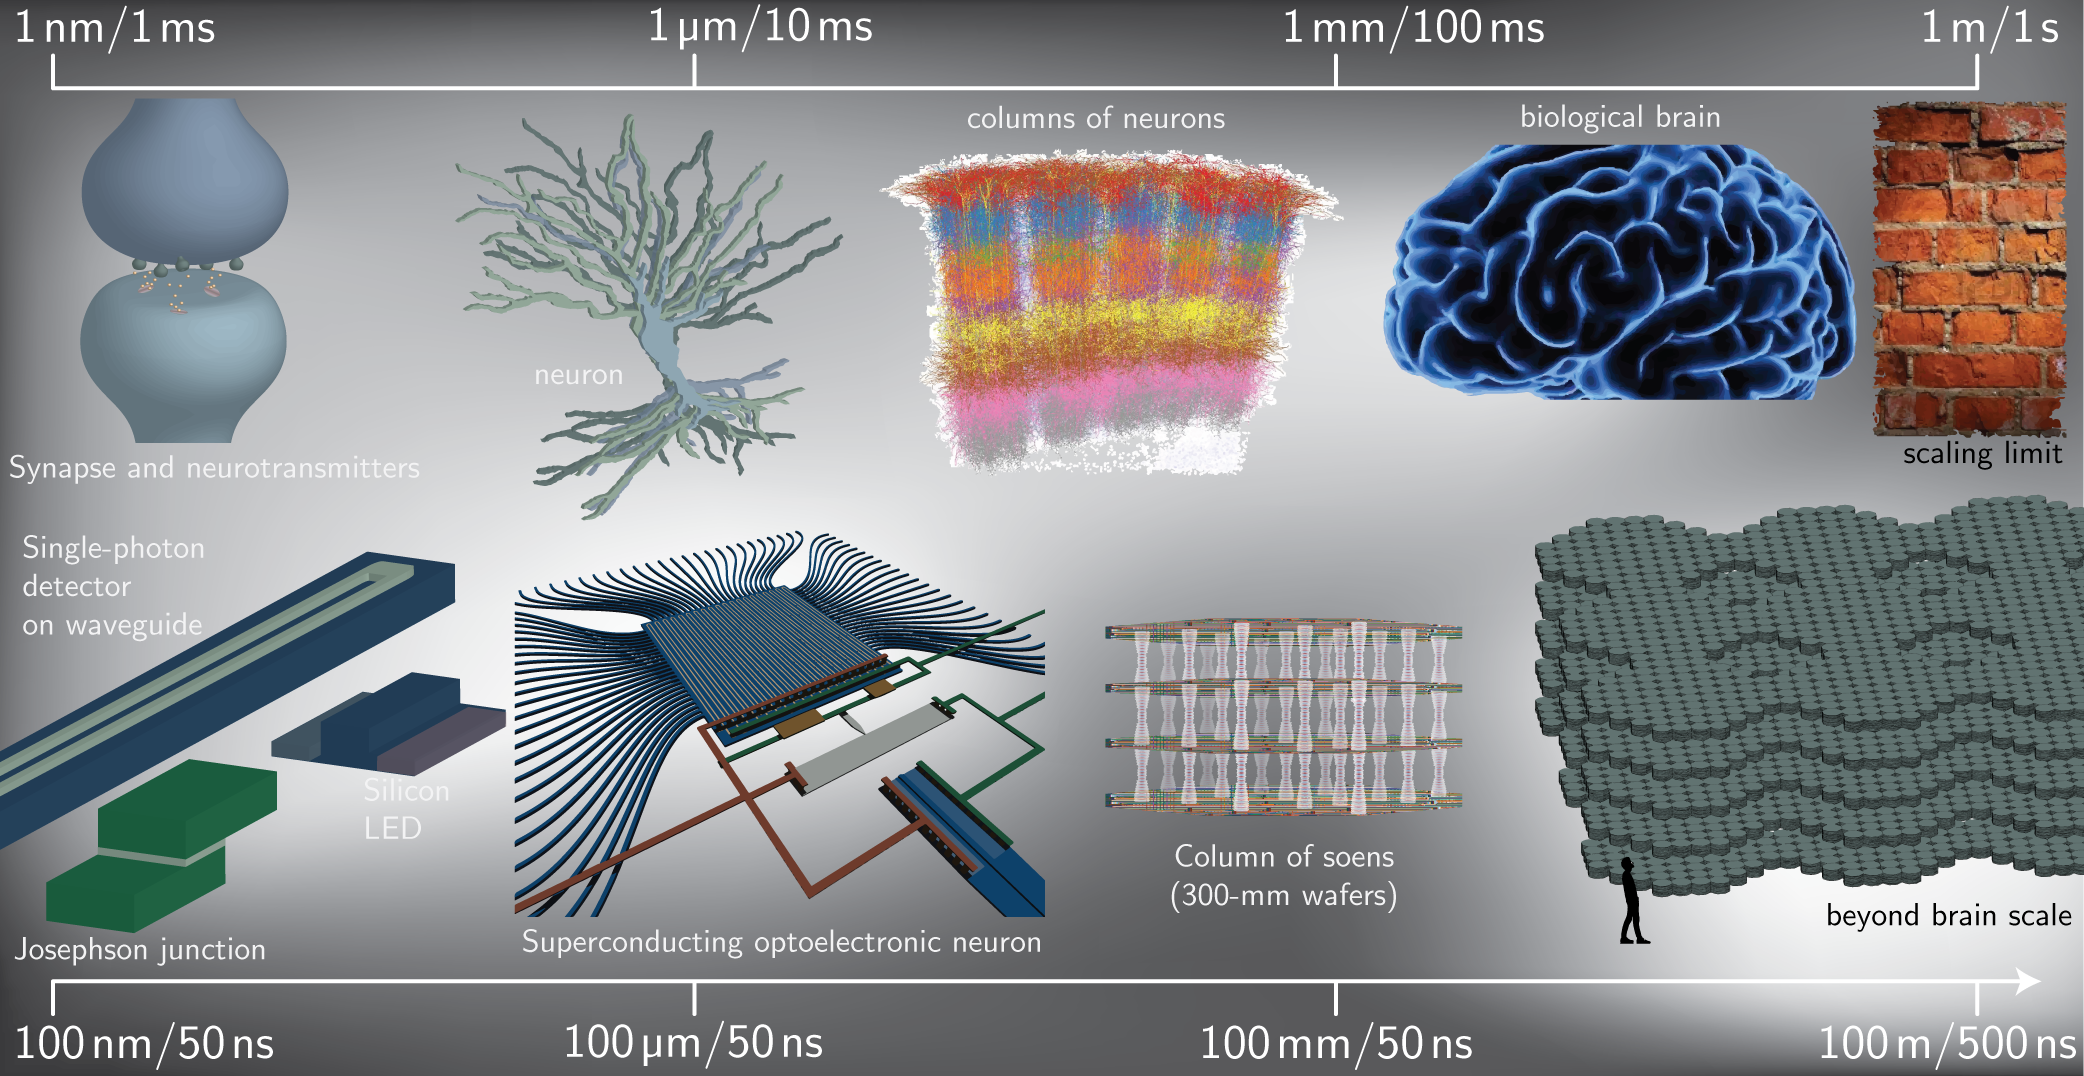 1 nm/1 ms
1 µm/10 ms
1 mm/100 ms
1 m/1 s
columns of neurons
biological brain
neuron
scaling limit
Synapse and neurotransmitters
Single-photon
detector
on waveguide
Silicon
LED
Column of soens
(300-mm wafers)
beyond brain scale
Josephson junction
Superconducting optoelectronic neuron
100 nm/50 ns
100 µm/50 ns
100 mm/50 ns
100 m/500 ns